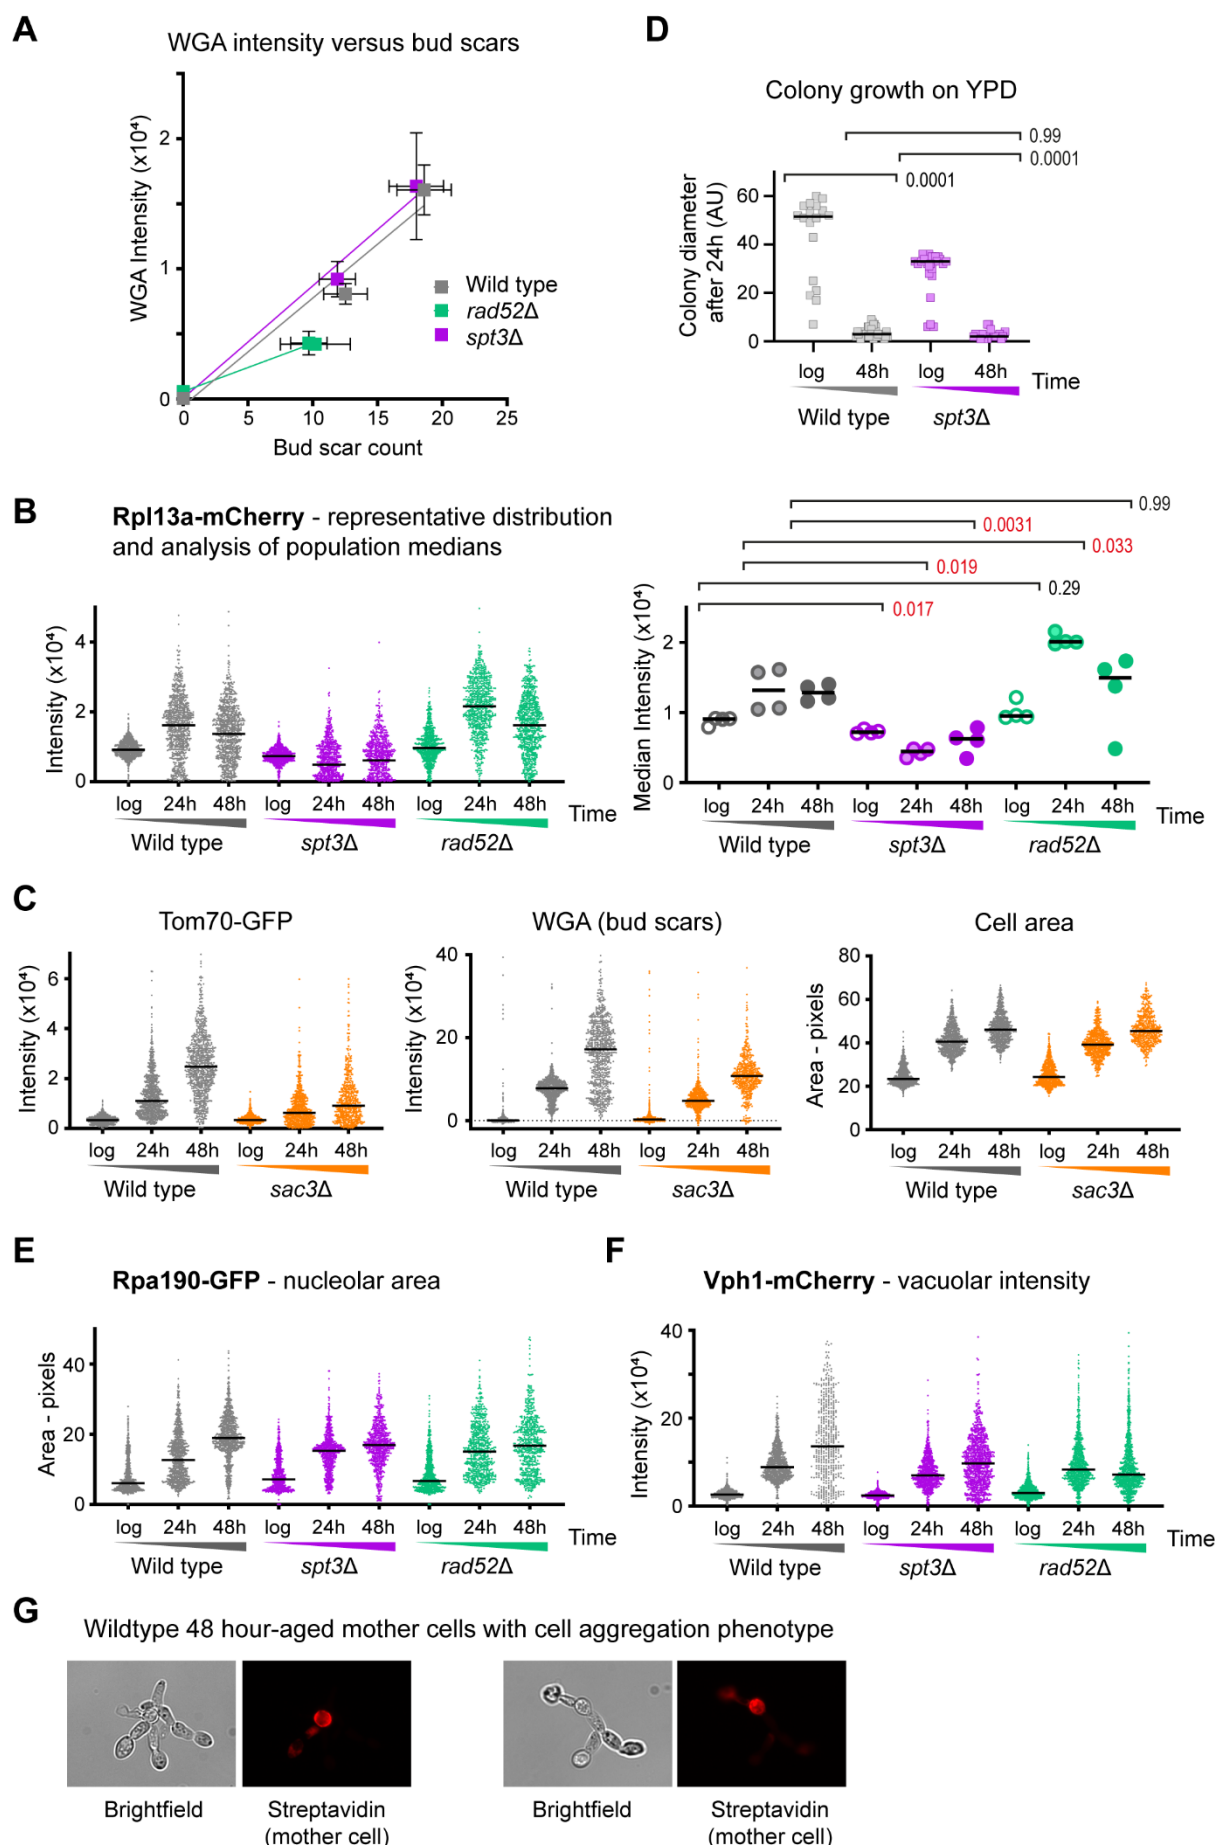 A
WGA intensity versus bud scars
WGA Intensity (x10⁴)
2
1
0
0 5 10 15 20 25
Bud scar count
Wild type
rad52Δ
spt3Δ
D
Colony growth on YPD
0.99
0.0001
0.0001
Colony diameter
after 24h (AU)
60
40
20
0
log 48h log 48h Time
Wild type spt3Δ
B
Rpl13a-mCherry - representative distribution
and analysis of population medians
Intensity (x10⁴)
4
2
0
log 24h 48h log 24h 48h log 24h 48h Time
Wild type spt3Δ rad52Δ
0.99
0.0031
0.033
0.019
0.29
0.017
Median Intensity (x10⁴)
2
1
0
log 24h 48h log 24h 48h log 24h 48h Time
Wild type spt3Δ rad52Δ
C
Tom70-GFP
Intensity (x10⁴)
6
4
2
0
log 24h 48h log 24h 48h
Wild type sac3Δ
WGA (bud scars)
Intensity (x10⁴)
40
20
0
log 24h 48h log 24h 48h
Wild type sac3Δ
Cell area
Area - pixels
80
60
40
20
0
log 24h 48h log 24h 48h
Wild type sac3Δ
E
Rpa190-GFP - nucleolar area
Area - pixels
40
20
0
log 24h 48h log 24h 48h log 24h 48h Time
Wild type spt3Δ rad52Δ
F
Vph1-mCherry - vacuolar intensity
Intensity (x10⁴)
40
20
10
0
log 24h 48h log 24h 48h log 24h 48h Time
Wild type spt3Δ rad52Δ
G
Wildtype 48 hour-aged mother cells with cell aggregation phenotype
Brightfield
Streptavidin
(mother cell)
Brightfield
Streptavidin
(mother cell)